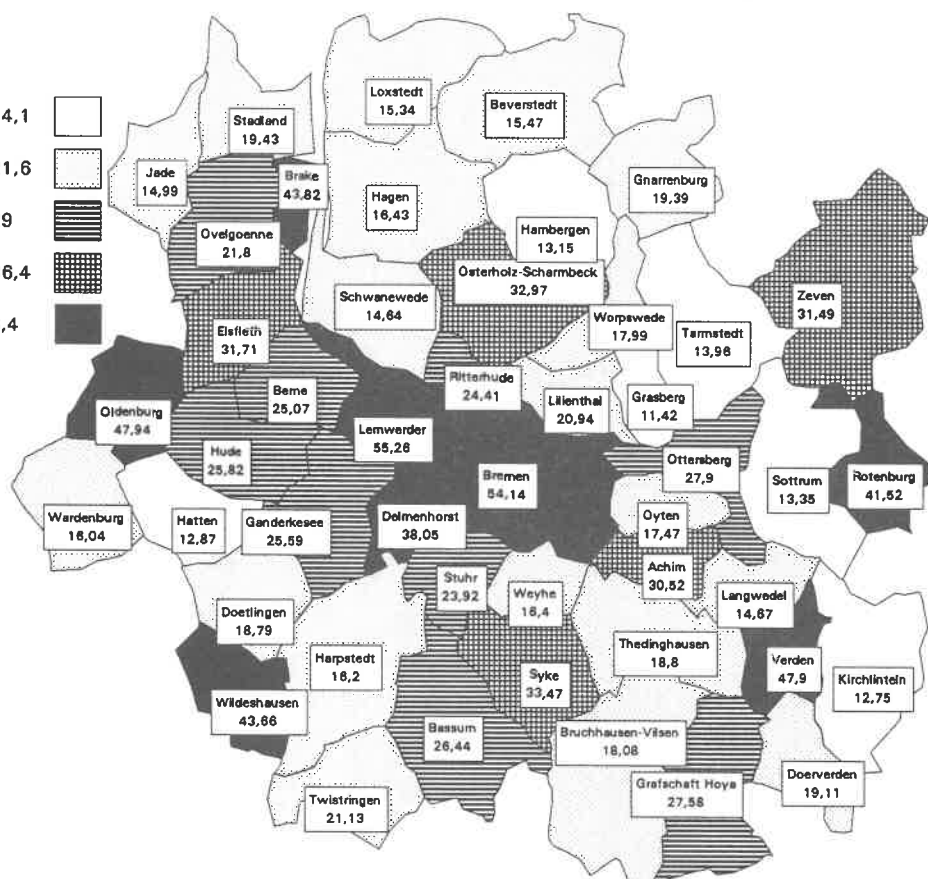 4,1
1,6
9
6,4
,4
Loxstedt
15,34
Beverstedt
15,47
Stadland
19,43
Jade
14,99
Brake
43,82
Hagen
16,43
Gnarrenburg
19,39
Ovelgoenne
21,8
Hambergen
13,15
Osterholz-Scharmbeck
32,97
Schwanewede
14,64
Zeven
31,49
Elsfleth
31,71
Worpswede
17,99
Tarmstedt
13,96
Ritterhude
24,41
Berne
25,07
Lilienthal
20,94
Grasberg
11,42
Oldenburg
47,94
Lemwerder
55,26
Hude
25,82
Ottersberg
27,9
Bremen
54,14
Sottrum
13,35
Rotenburg
41,52
Wardenburg
16,04
Hatten
12,87
Ganderkesee
25,59
Delmenhorst
38,05
Oyten
17,47
Achim
30,52
Stuhr
23,92
Weyhe
16,4
Langwedel
14,67
Doetlingen
18,79
Thedinghausen
18,8
Harpstedt
16,2
Syke
33,47
Verden
47,9
Kirchlinteln
12,75
Wildeshausen
43,66
Bassum
26,44
Bruchhausen-Vilsen
18,08
Doerverden
19,11
Grafschaft Hoya
27,58
Twistringen
21,13